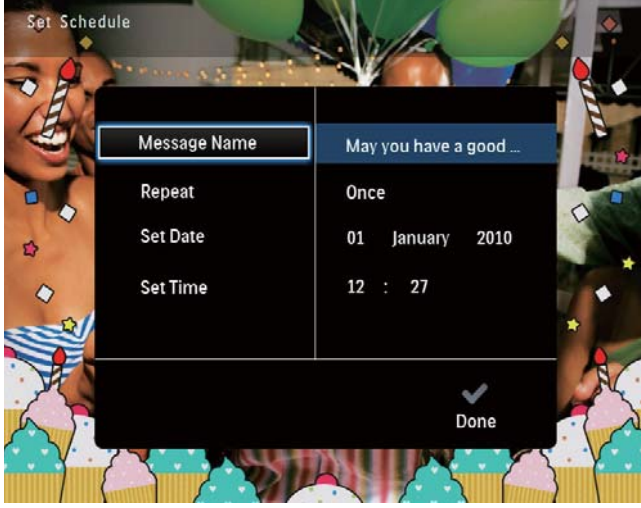 Set Schedule
Message Name May you have a good ...
Repeat Once
Set Date 01 January 2010
Set Time 12 : 27
Done